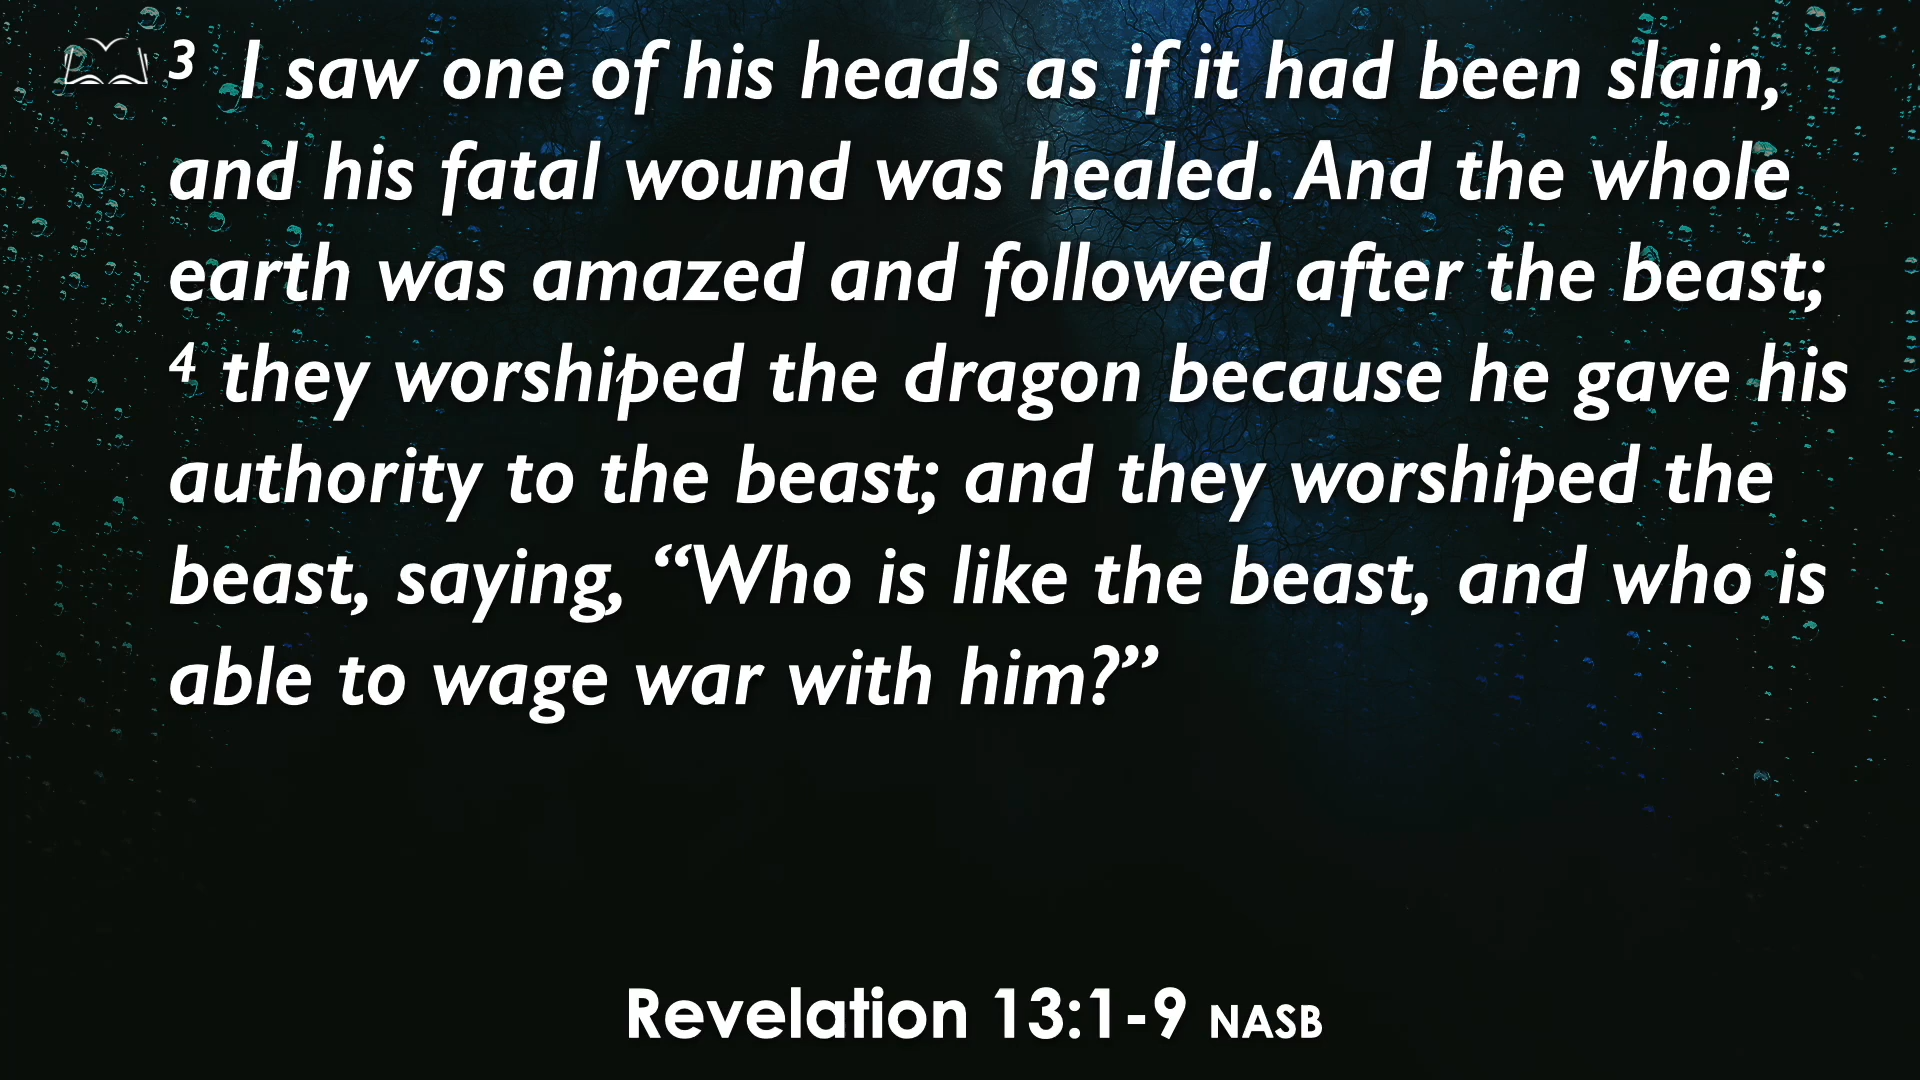 3 I saw one of his heads as if it had been slain,
and his fatal wound was healed. And the whole
earth was amazed and followed after the beast;
4 they worshiped the dragon because he gave his
authority to the beast; and they worshiped the
beast, saying, “Who is like the beast, and who is
able to wage war with him?”
Revelation 13:1-9 NASB